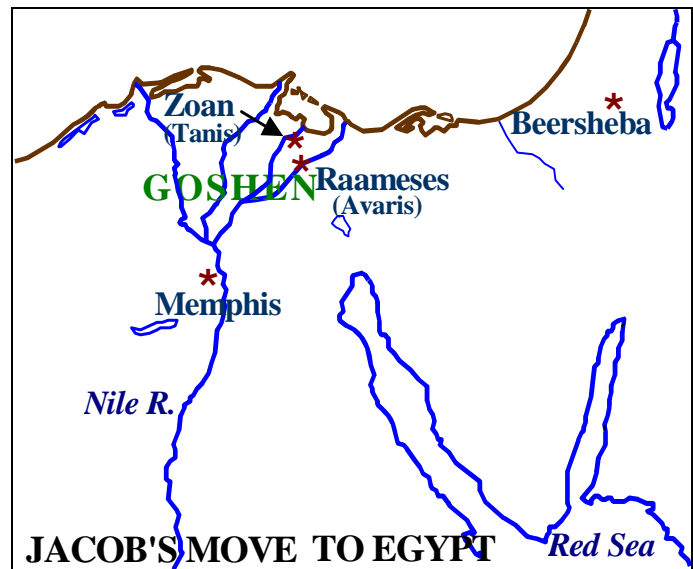 Zoan
(Tanis)
Beersheba
GOSHEN
Raameses
(Avaris)
Memphis
Nile R.
JACOB'S MOVE TO EGYPT
Red Sea